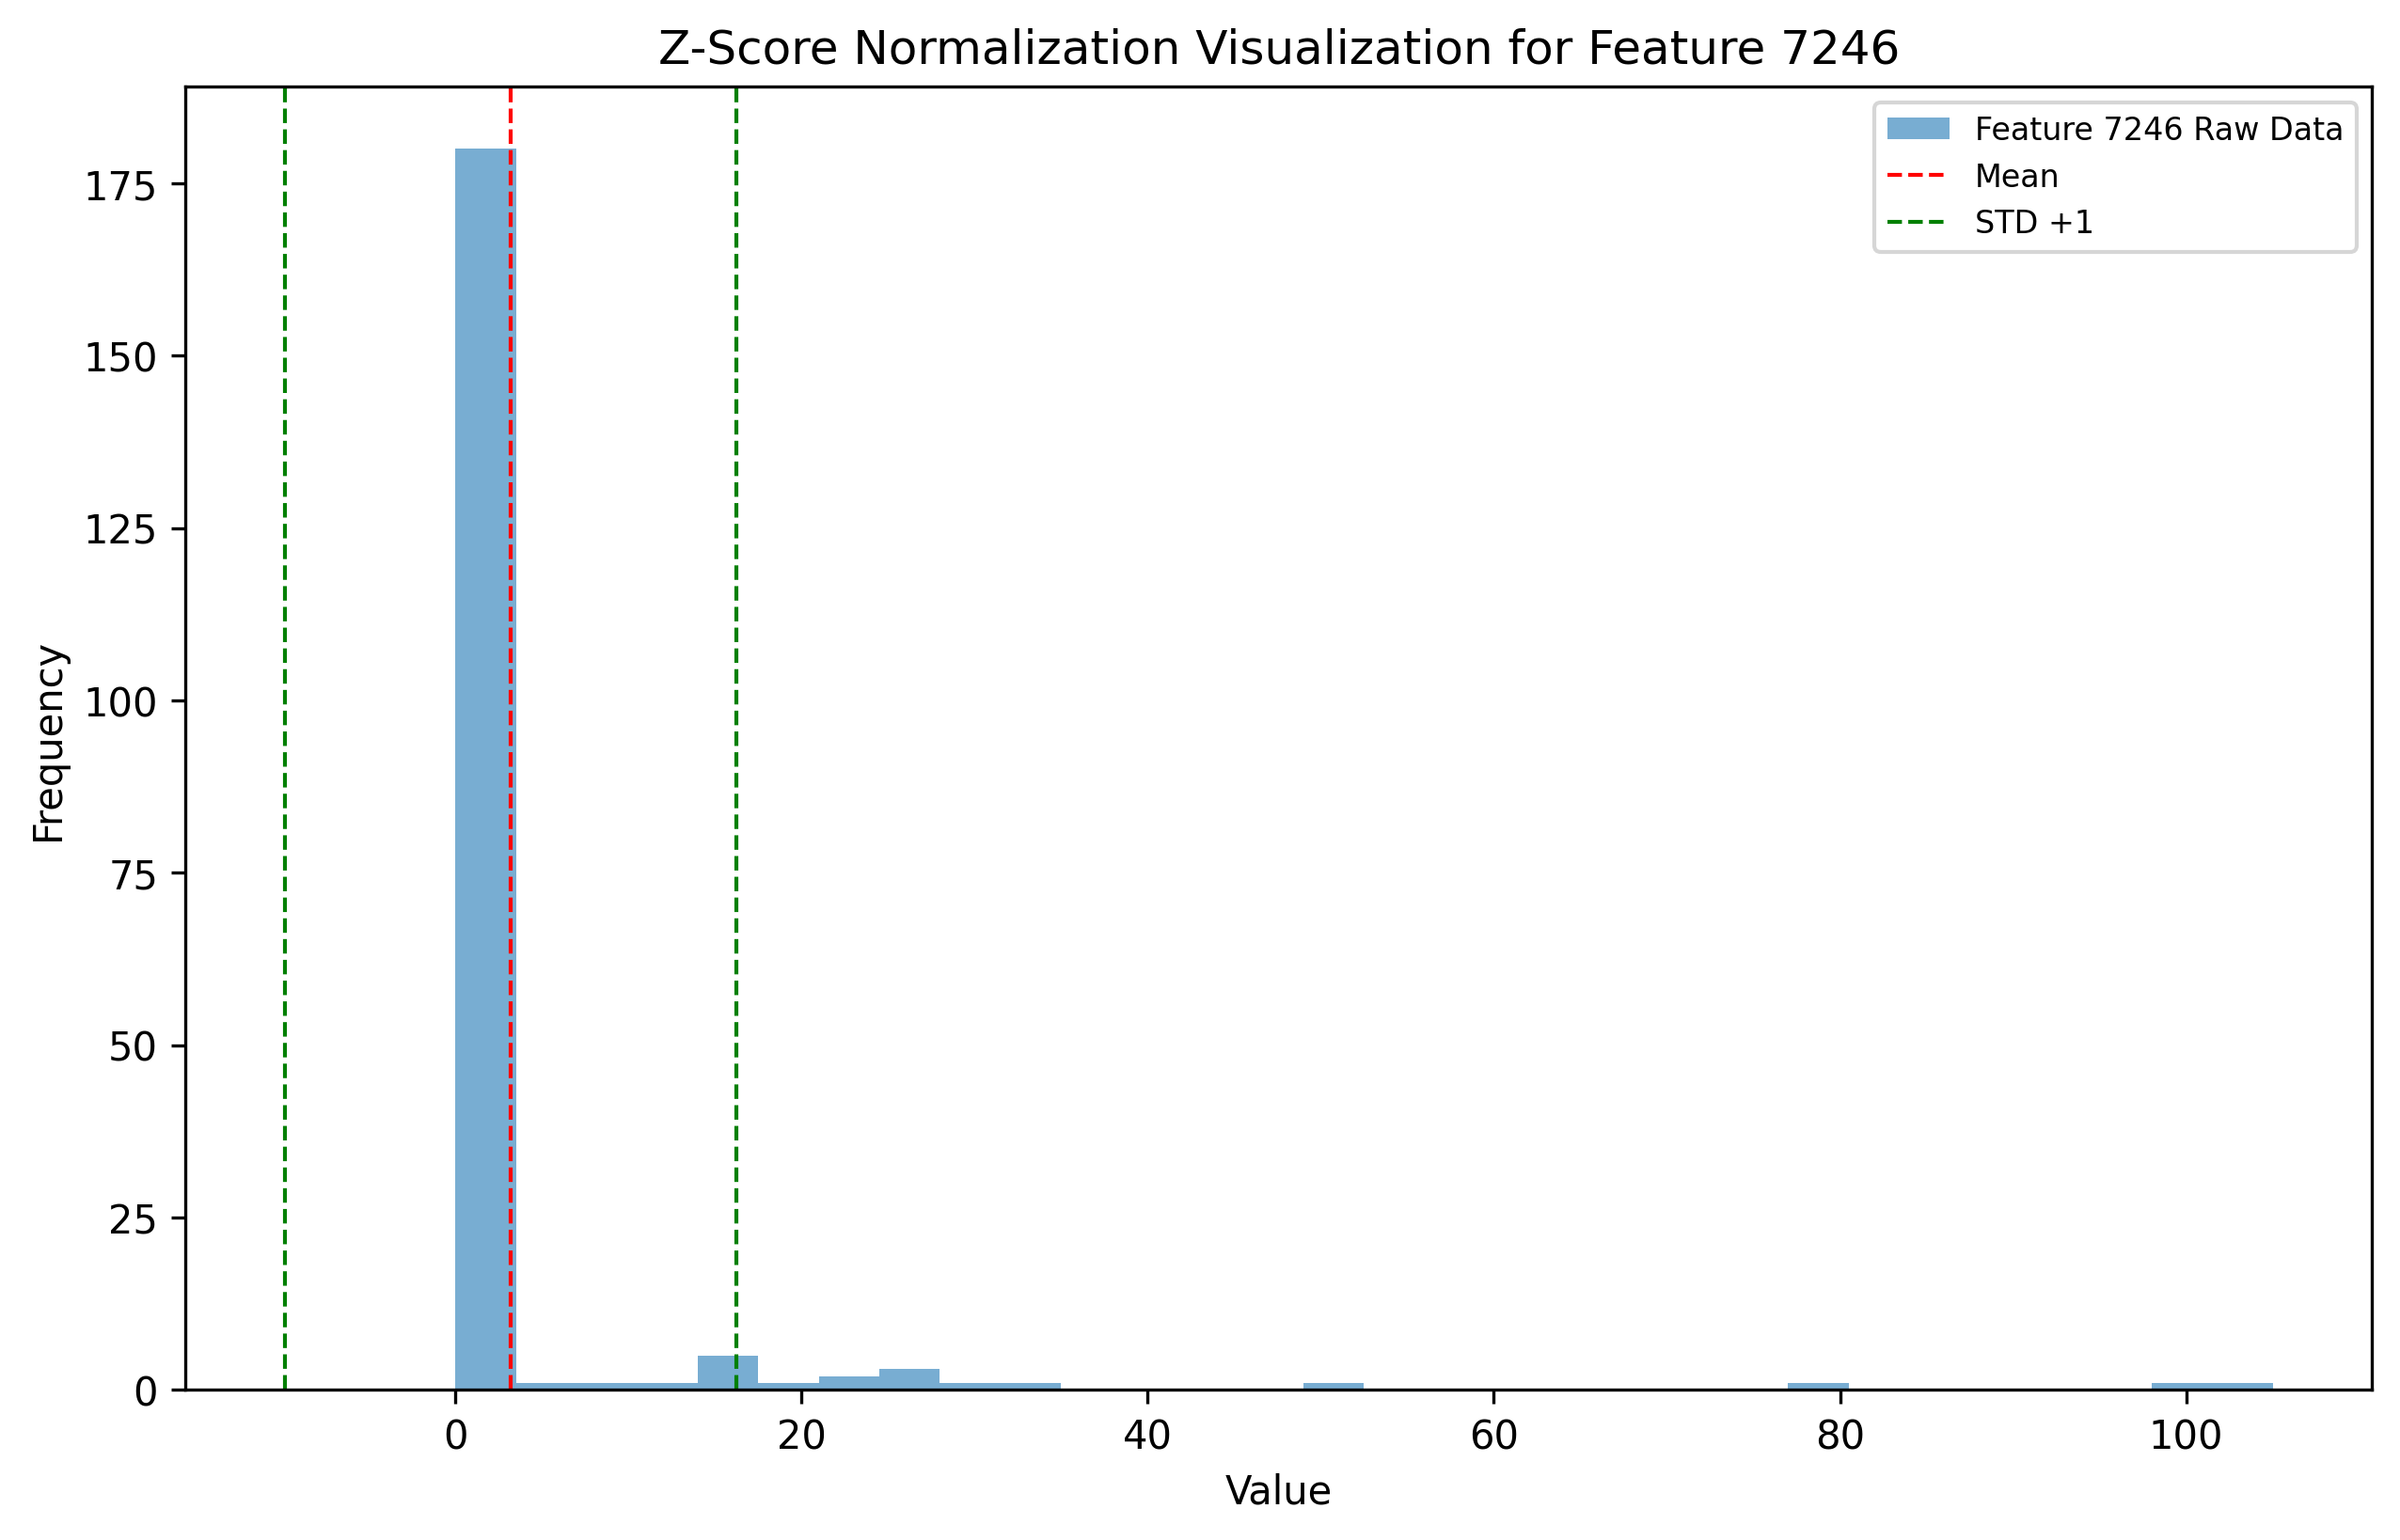 Z-Score Normalization Visualization for Feature 7246
Feature 7246 Raw Data
Mean
STD +1
175
150
125
100
75
50
25
0
Frequency
0 20 40 60 80 100
Value